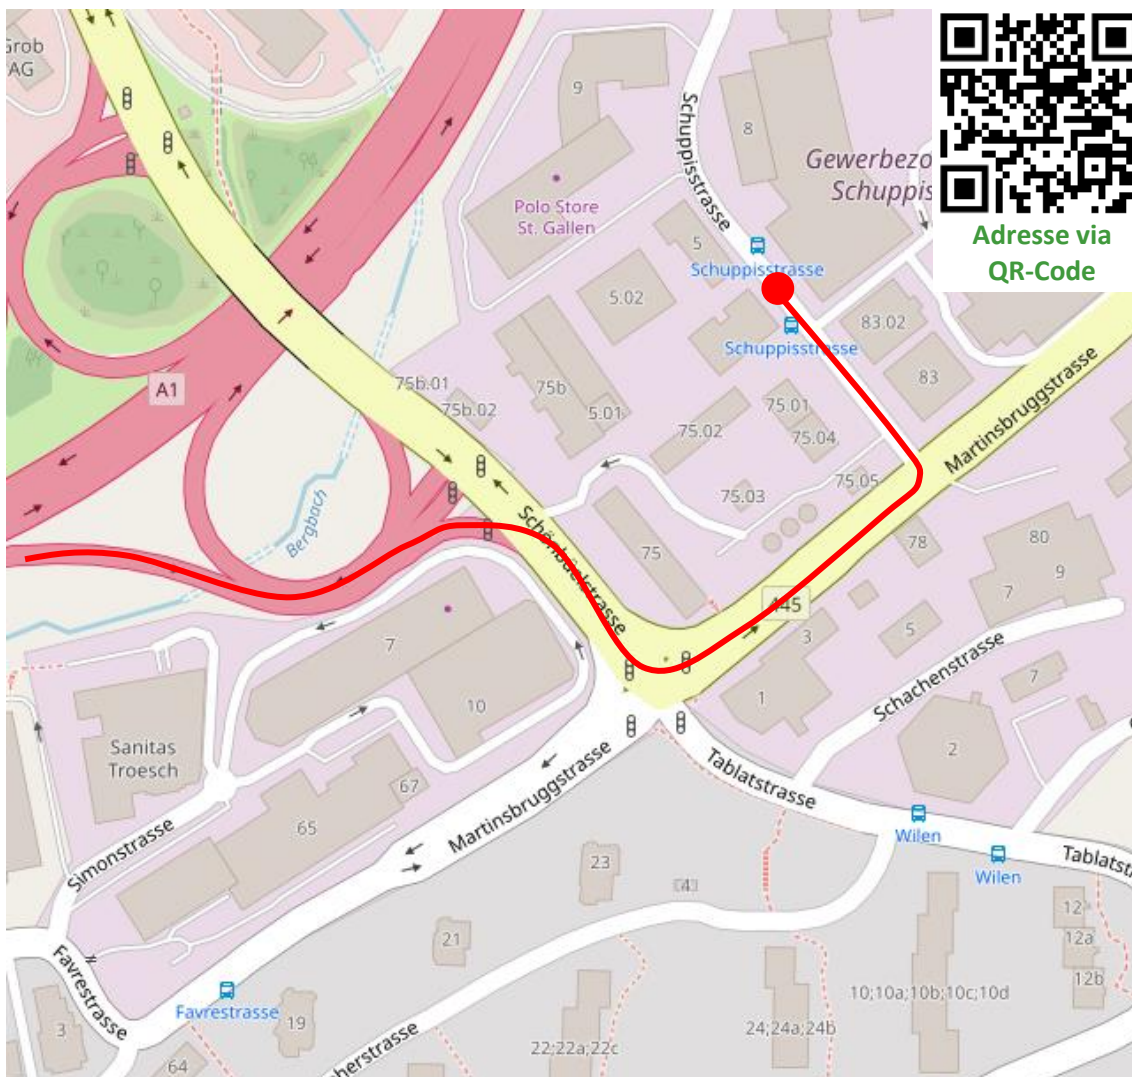 Grob
AG
9
8
Schuppisstrasse
Gewerbezo
Schuppis
Adresse via
QR-Code
Polo Store
St. Gallen
5
Schuppisstrasse
5.02
Schuppisstrasse
83.02
83
A1
75b.01
75b.02
75b
5.01
75.01
75.02
75.04
Martinsbruggstrasse
75.05
75.03
Bergbach
Schönbüelstrasse
75
78
80
9
7
445
3
5
7
10
1
Schachenstrasse
7
2
Sanitas
Troesch
67
65
Martinsbruggstrasse
Tablatstrasse
Simonstrasse
Wilen
Wilen
Tablatst
23
4
12
12a
12b
21
Favrestrasse
Favrestrasse
19
3
10;10a;10b;10c;10d
24;24a;24b
22;22a;22c
herstrasse
64